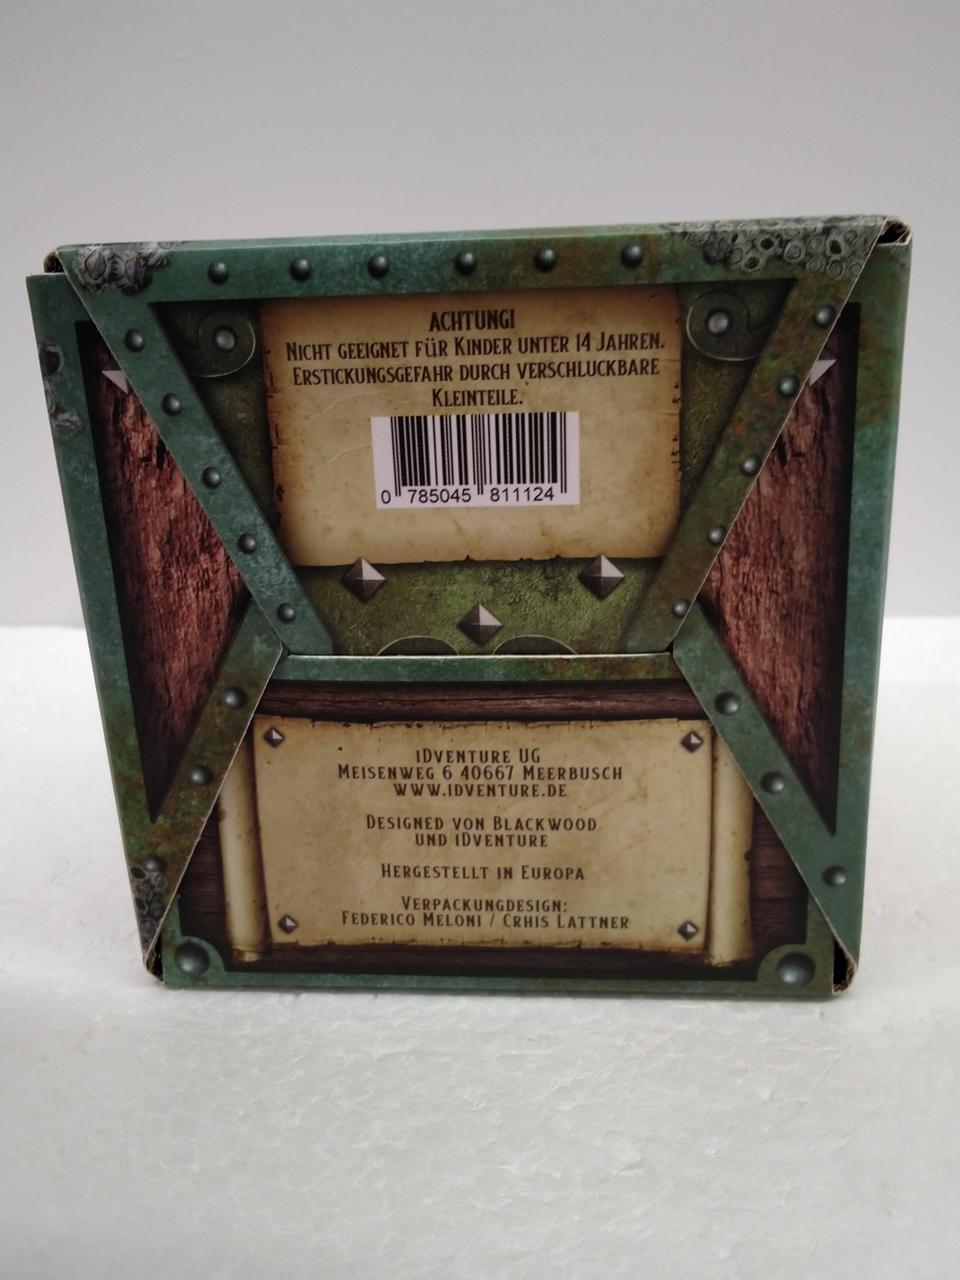 ACHTUNG!
NICHT GEEIGNET FÜR KINDER UNTER 14 JAHREN.
ERSTICKUNGSGEFAHR DURCH VERSCHLUCKBARE
KLEINTEILE.
0 785045 811124
iDVENTURE UG
MEISENWEG 6 40667 MEERBUSCH
WWW.IDVENTURE.DE
DESIGNED VON BLACKWOOD
UND IDVENTURE
HERGESTELLT IN EUROPA
VERPACKUNGDESIGN:
FEDERICO MELONI / CRHIS LATTNER